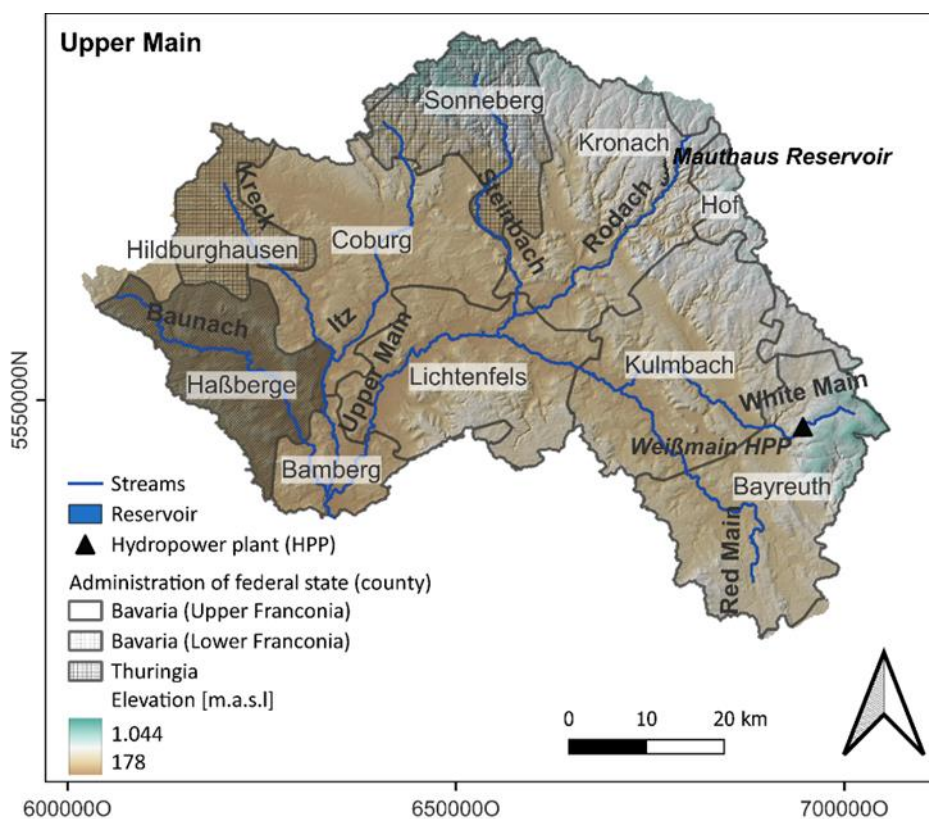 Upper Main
Sonneberg
Kronach
Mauthaus Reservoir
Kreck
Steinbach
Rodach
Hof
Hildburghausen
Coburg
Baunach
Itz
Upper Main
Haßberge
Lichtenfels
Kulmbach
White Main
Weißmain HPP
Bamberg
Bayreuth
Red Main
5550000N
Streams
Reservoir
Hydropower plant (HPP)
Administration of federal state (county)
Bavaria (Upper Franconia)
Bavaria (Lower Franconia)
Thuringia
Elevation [m.a.s.l]
1.044
178
0 10 20 km
600000O 650000O 700000O